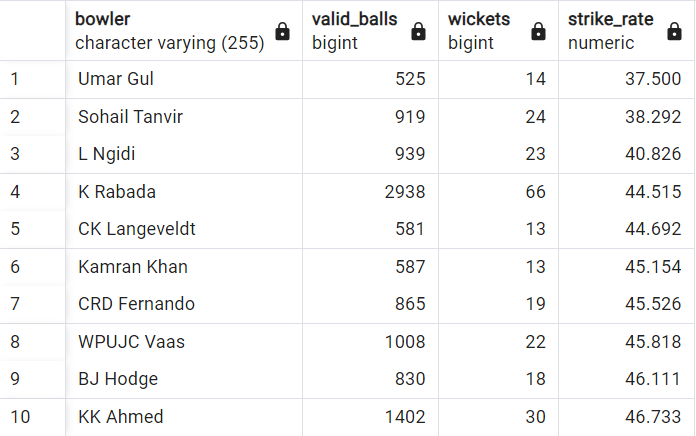 bowler valid_balls wickets strike_rate
character varying (255) bigint bigint numeric
1 Umar Gul 525 14 37.500
2 Sohail Tanvir 919 24 38.292
3 L Ngidi 939 23 40.826
4 K Rabada 2938 66 44.515
5 CK Langeveldt 581 13 44.692
6 Kamran Khan 587 13 45.154
7 CRD Fernando 865 19 45.526
8 WPUJC Vaas 1008 22 45.818
9 BJ Hodge 830 18 46.111
10 KK Ahmed 1402 30 46.733